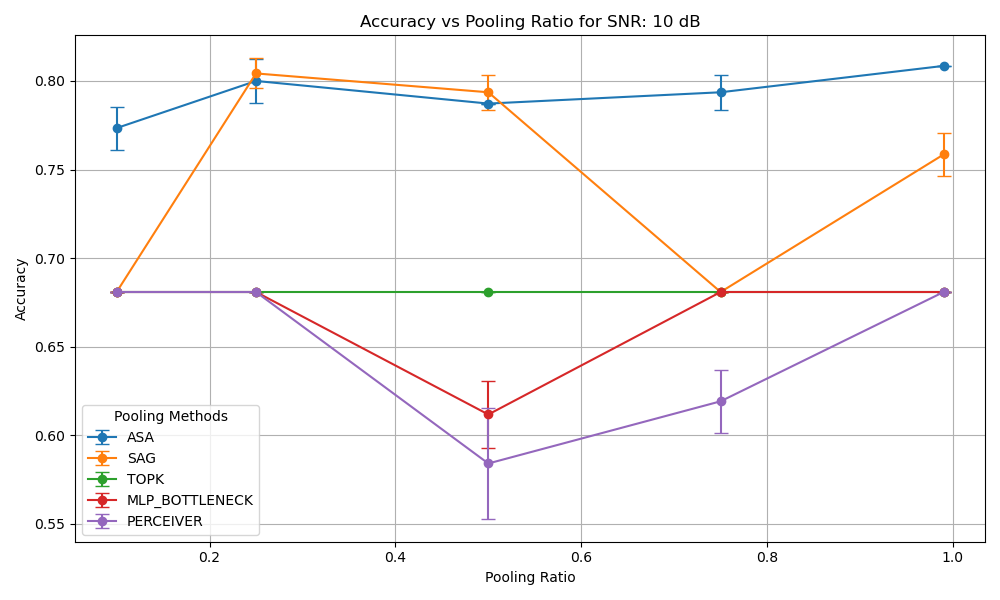 Accuracy vs Pooling Ratio for SNR: 10 dB
Accuracy
0.80
0.75
0.70
0.65
0.60
0.55
Pooling Methods
ASA
SAG
TOPK
MLP_BOTTLENECK
PERCEIVER
0.2 0.4 0.6 0.8 1.0
Pooling Ratio